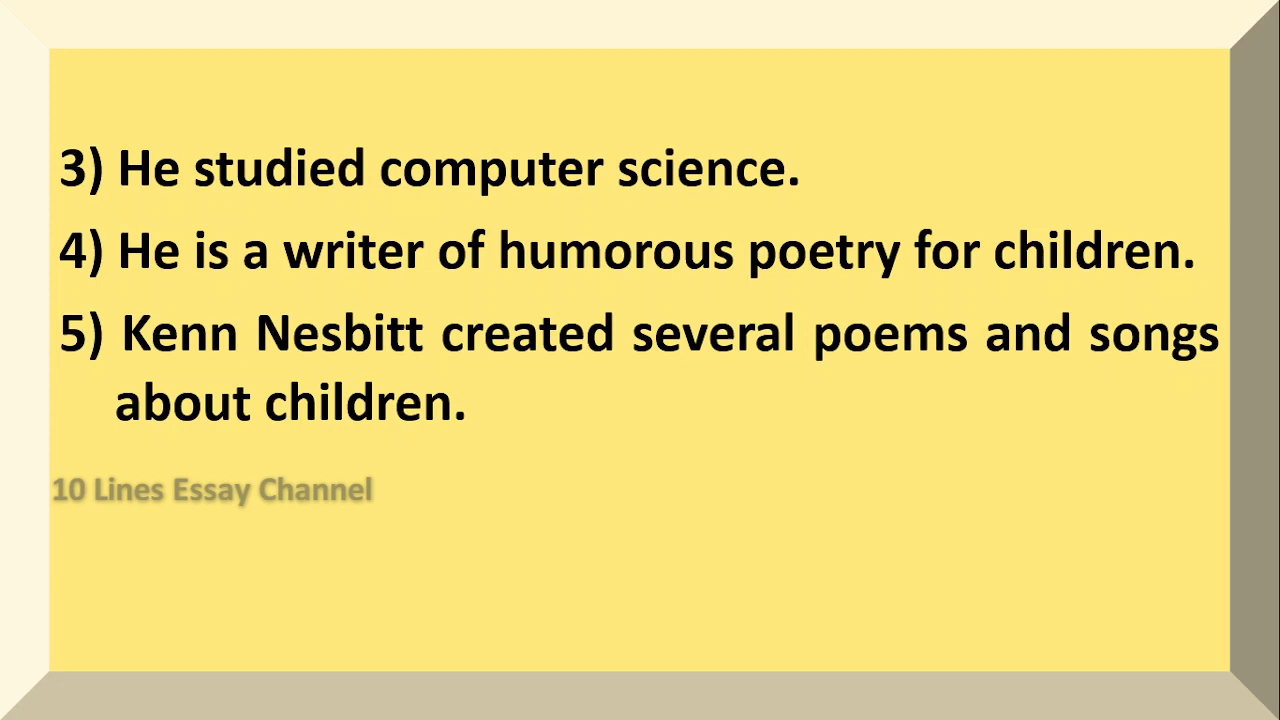 3) He studied computer science.
4) He is a writer of humorous poetry for children.
5) Kenn Nesbitt created several poems and songs
about children.
10 Lines Essay Channel